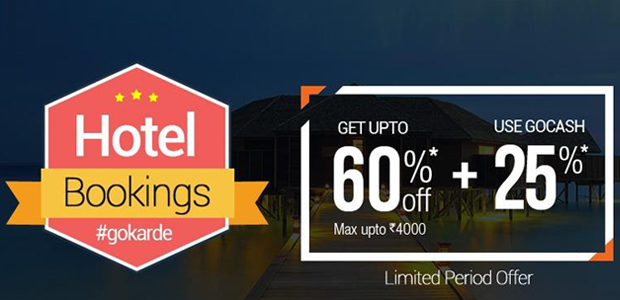 Hotel
Bookings
#gokarde
GET UPTO
60%* off
Max upto ₹4000
+
USE GOCASH
25%*
Limited Period Offer